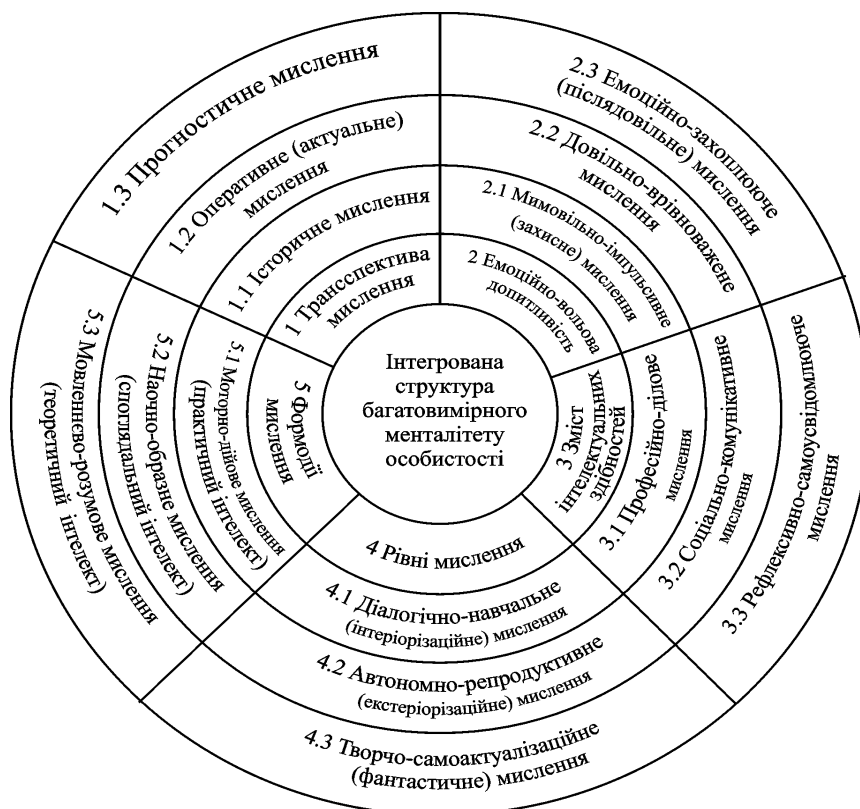 Інтегрована
структура
багатовимірного
менталітету
особистості
1 Трансспектива
мислення
1.1 Історичне мислення
1.2 Оперативне (актуальне)
мислення
1.3 Прогностичне мислення
2 Емоційно-вольова
допитливість
2.1 Мимовільно-імпульсивне
(захисне) мислення
2.2 Довільно-врівноважене
мислення
2.3 Емоційно-захоплююче
(післядовільне) мислення
3 Зміст
інтелектуальних
здібностей
3.1 Професійно-ділове
мислення
3.2 Соціально-комунікативне
мислення
3.3 Рефлексивно-самоусвідомлююче
мислення
4 Рівні мислення
4.1 Діалогічно-навчальне
(інтеріорізаційне) мислення
4.2 Автономно-репродуктивне
(екстеріорізаційне) мислення
4.3 Творчо-самоактуалізаційне
(фантастичне) мислення
5 Формодії
мислення
5.1 Моторно-дійове мислення
(практичний інтелект)
5.2 Наочно-образне мислення
(споглядальний інтелект)
5.3 Мовленнєво-розумове мислення
(теоретичний інтелект)